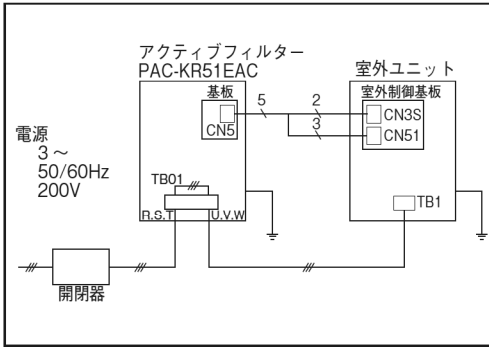 アクティブフィルター
PAC-KR51EAC
基板
CN5
5
2
3
室外ユニット
室外制御基板
CN3S
CN51
電源
3～
50/60Hz
200V
TB01
R.S.T
U.V.W
TB1
開閉器